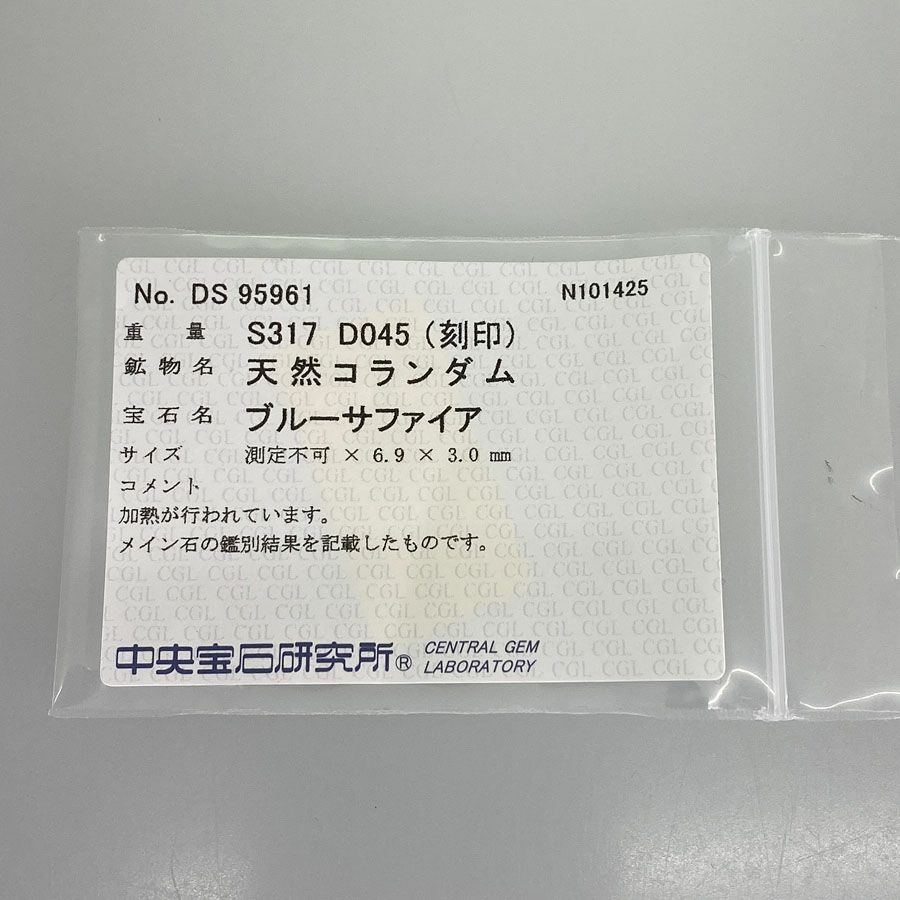 No. DS 95961 N101425
重 量 S317 D045 (刻印)
鉱物名 天然コランダム
宝石名 ブルーサファイア
サイズ 測定不可 × 6.9 × 3.0 mm
コメント
加熱が行われています。
メイン石の鑑別結果を記載したものです。
中央宝石研究所® CENTRAL GEM
LABORATORY